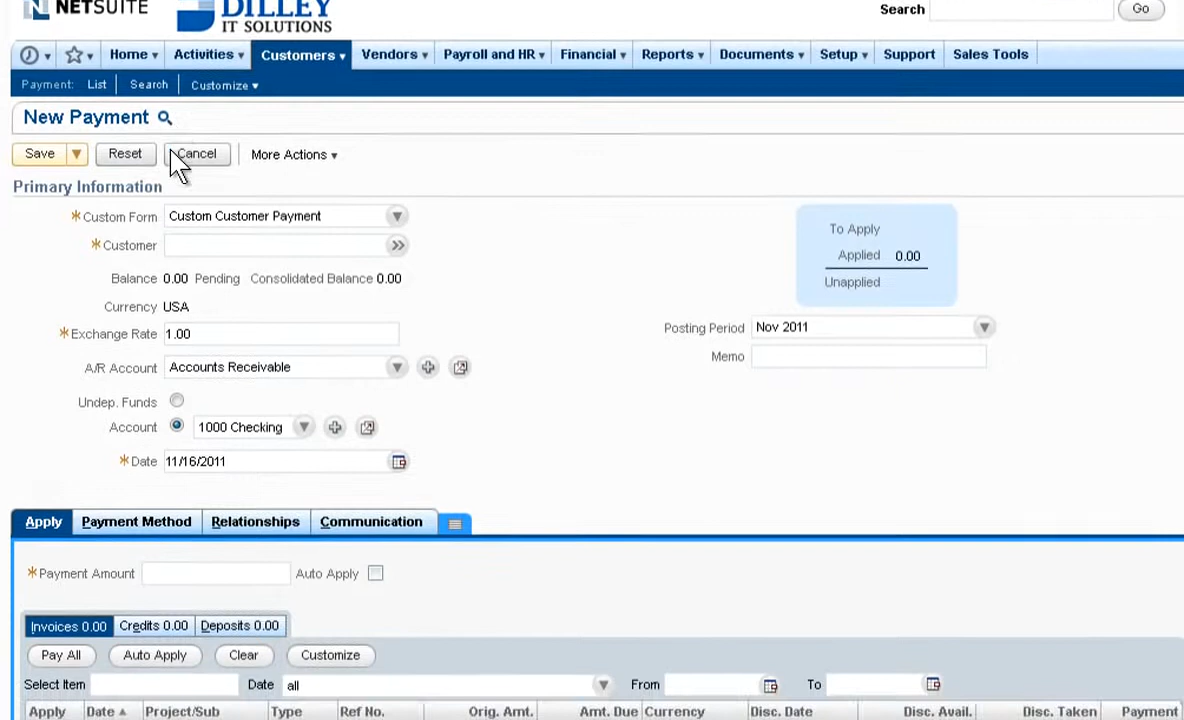 NETSUITE DILLEY
IT SOLUTIONS
Search Go
Home Activities Customers Vendors Payroll and HR Financial Reports Documents Setup Support Sales Tools
Payment: List Search Customize
New Payment
Save Reset Cancel More Actions
Primary Information
*Custom Form Custom Customer Payment
*Customer
Balance 0.00 Pending Consolidated Balance 0.00
Currency USA
*Exchange Rate 1.00
A/R Account Accounts Receivable
Undep. Funds
Account 1000 Checking
*Date 11/16/2011
To Apply
Applied 0.00
Unapplied
Posting Period Nov 2011
Memo
Apply Payment Method Relationships Communication
*Payment Amount Auto Apply
Invoices 0.00 Credits 0.00 Deposits 0.00
Pay All Auto Apply Clear Customize
Select Item Date all From To
Apply Date Project/Sub Type Ref No. Orig. Amt. Amt. Due Currency Disc. Date Disc. Avail. Disc. Taken Payment